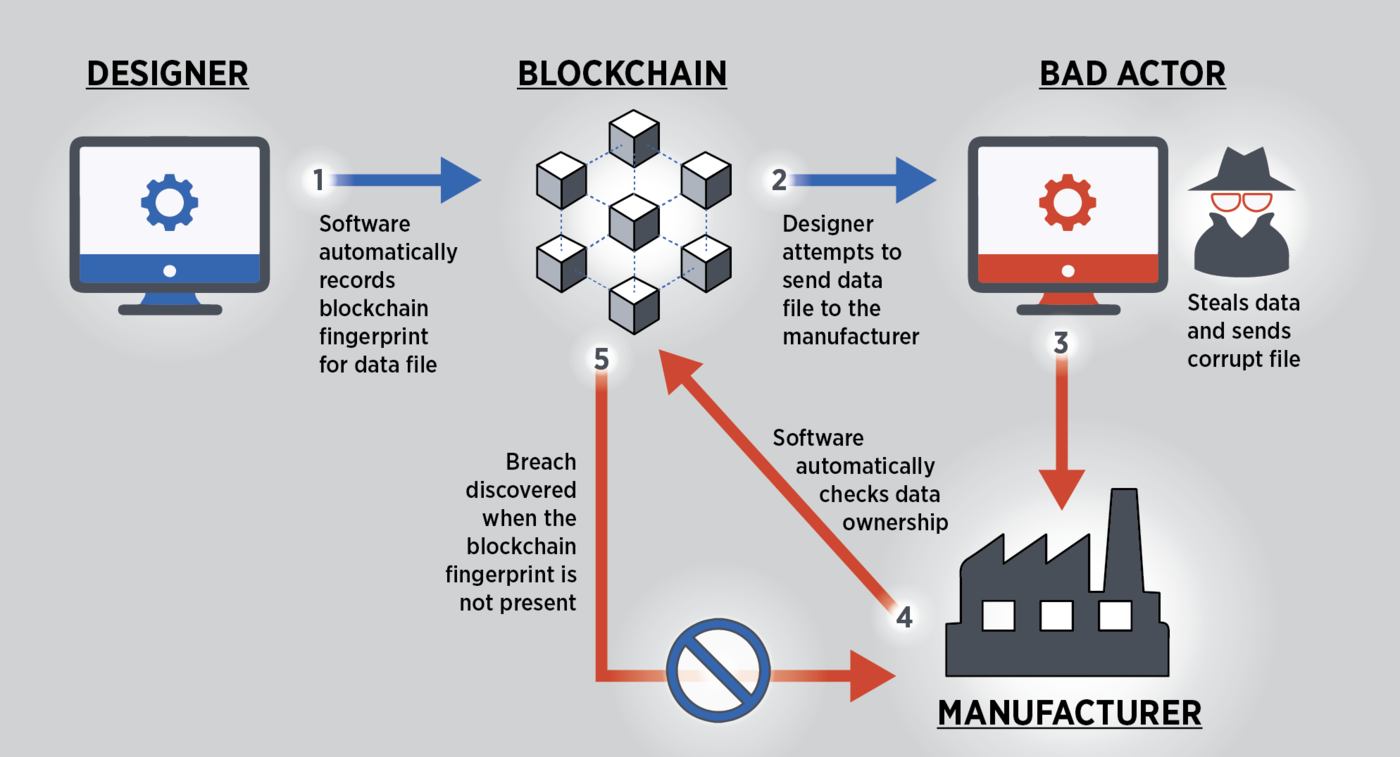 DESIGNER
BLOCKCHAIN
BAD ACTOR
1
Software
automatically
records
blockchain
fingerprint
for data file
2
Designer
attempts to
send data
file to the
manufacturer
Steals data
and sends
corrupt file
3
5
Software
automatically
checks data
ownership
Breach
discovered
when the
blockchain
fingerprint is
not present
4
MANUFACTURER